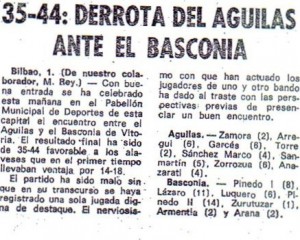 35-44: DERROTA DEL AGUILAS
ANTE EL BASCONIA
Bilbao, 1. (De nuestro cola-
borador, M. Bey.) — Con bue-
na entrada se ha celebrado
esta mañana en el Pabellón
Municipal de Deportes de esta
capital el encuentro entre el
Aguilas y el Basconia de Vito-
ria. El resultado final ha sido
de 35-44 favorable a los ala-
veses que en el primer tiempo
llevaban ventaja por 14-18.
El partido ha sido malo sin
que en su transcurso se haya
registrado una sola jugada dig-
na de destaque. El nerviosis-
mo con que han actuado los
jugadores de uno y otro bando
ha dado al traste con las pers-
pectivas previas de presenciar
un buen encuentro.
Aguilas.— Zamora (2), Arre-
gui (6), Garcés (6), Torre
(2), Sánchez Marco (4), San-
martín (6), Zorrozua (6), Ana-
zarati (4).
Basconia. — Pinedo I (8),
Lázaro (11), Luquero (6), Pi-
nedo II (14), Zurutuzar (1),
Armentia (2) y Arana (2).